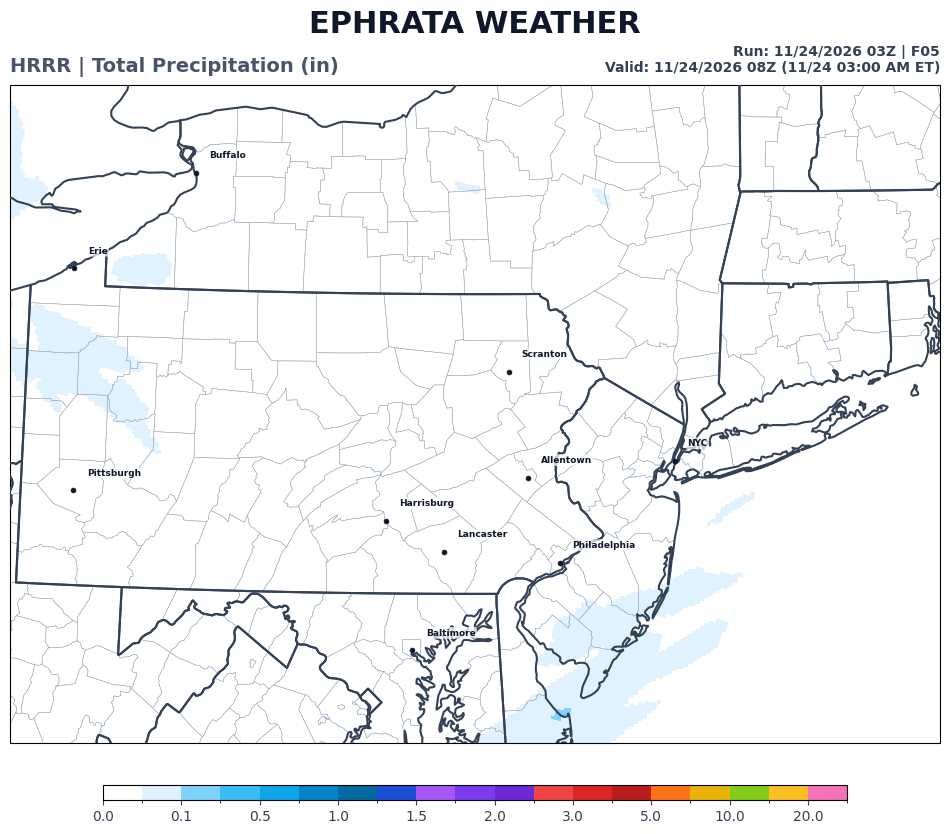 EPHRATA WEATHER
HRRR | Total Precipitation (in)
Run: 11/24/2026 03Z | F05
Valid: 11/24/2026 08Z (11/24 03:00 AM ET)
Buffalo
Erie
Scranton
NYC
Allentown
Pittsburgh
Harrisburg
Lancaster
Philadelphia
Baltimore
0.0 0.1 0.5 1.0 1.5 2.0 3.0 5.0 10.0 20.0